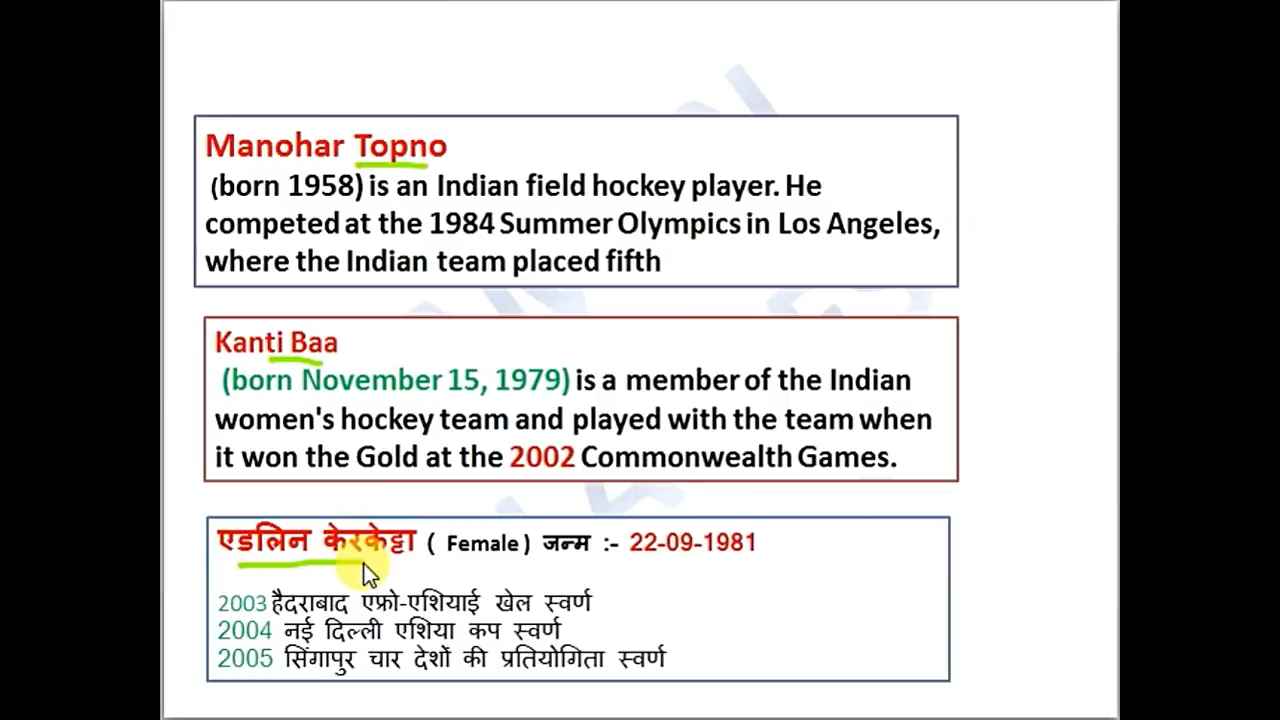 Manohar Topno
(born 1958) is an Indian field hockey player. He
competed at the 1984 Summer Olympics in Los Angeles,
where the Indian team placed fifth
Kanti Baa
(born November 15, 1979) is a member of the Indian
women's hockey team and played with the team when
it won the Gold at the 2002 Commonwealth Games.
एडलिन केरकेट्टा ( Female ) जन्म :- 22-09-1981
2003 हैदराबाद एफ्रो-एशियाई खेल स्वर्ण
2004 नई दिल्ली एशिया कप स्वर्ण
2005 सिंगापुर चार देशों की प्रतियोगिता स्वर्ण